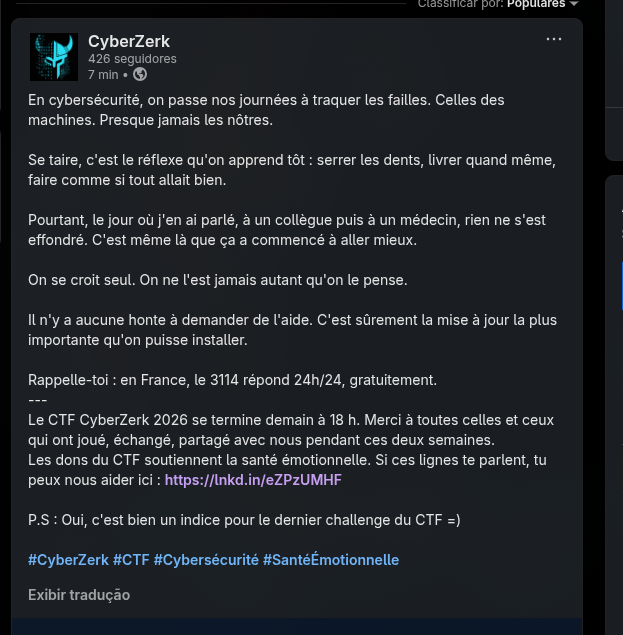 Classificar por: Populares
CyberZerk
426 seguidores
7 min •
En cybersécurité, on passe nos journées à traquer les failles. Celles des
machines. Presque jamais les nôtres.
Se taire, c'est le réflexe qu'on apprend tôt : serrer les dents, livrer quand même,
faire comme si tout allait bien.
Pourtant, le jour où j'en ai parlé, à un collègue puis à un médecin, rien ne s'est
effondré. C'est même là que ça a commencé à aller mieux.
On se croit seul. On ne l'est jamais autant qu'on le pense.
Il n'y a aucune honte à demander de l'aide. C'est sûrement la mise à jour la plus
importante qu'on puisse installer.
Rappelle-toi : en France, le 3114 répond 24h/24, gratuitement.
---
Le CTF CyberZerk 2026 se termine demain à 18 h. Merci à toutes celles et ceux
qui ont joué, échangé, partagé avec nous pendant ces deux semaines.
Les dons du CTF soutiennent la santé émotionnelle. Si ces lignes te parlent, tu
peux nous aider ici : https://lnkd.in/eZPzUMHF
P.S : Oui, c'est bien un indice pour le dernier challenge du CTF =)
#CyberZerk #CTF #Cybersécurité #SantéÉmotionnelle
Exibir tradução